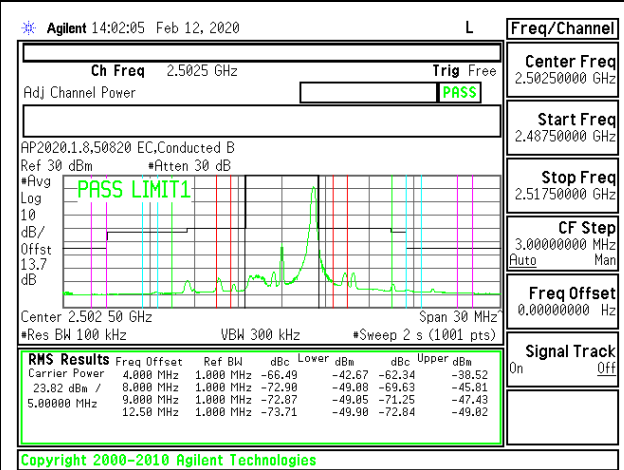 Agilent 14:02:05 Feb 12, 2020 L
Ch Freq 2.5025 GHz Trig Free
Adj Channel Power PASS
AP2020.1.8,50820 EC,Conducted B
Ref 30 dBm #Atten 30 dB
#Avg
Log
10
dB/
Offst
13.7
dB
PASS LIMIT1
Center 2.502 50 GHz Span 30 MHz
#Res BW 100 kHz VBW 300 kHz #Sweep 2 s (1001 pts)
RMS Results Freq Offset Ref BW dBc Lower dBm dBc Upper dBm
Carrier Power 4.000 MHz 1.000 MHz -66.49 -42.67 -62.34 -38.52
23.82 dBm / 8.000 MHz 1.000 MHz -72.90 -49.08 -69.63 -45.81
5.00000 MHz 9.000 MHz 1.000 MHz -72.87 -49.05 -71.25 -47.43
12.50 MHz 1.000 MHz -73.71 -49.90 -72.84 -49.02
Copyright 2000-2010 Agilent Technologies
Freq/Channel
Center Freq
2.50250000 GHz
Start Freq
2.48750000 GHz
Stop Freq
2.51750000 GHz
CF Step
3.00000000 MHz
Auto Man
Freq Offset
0.00000000 Hz
Signal Track
On Off